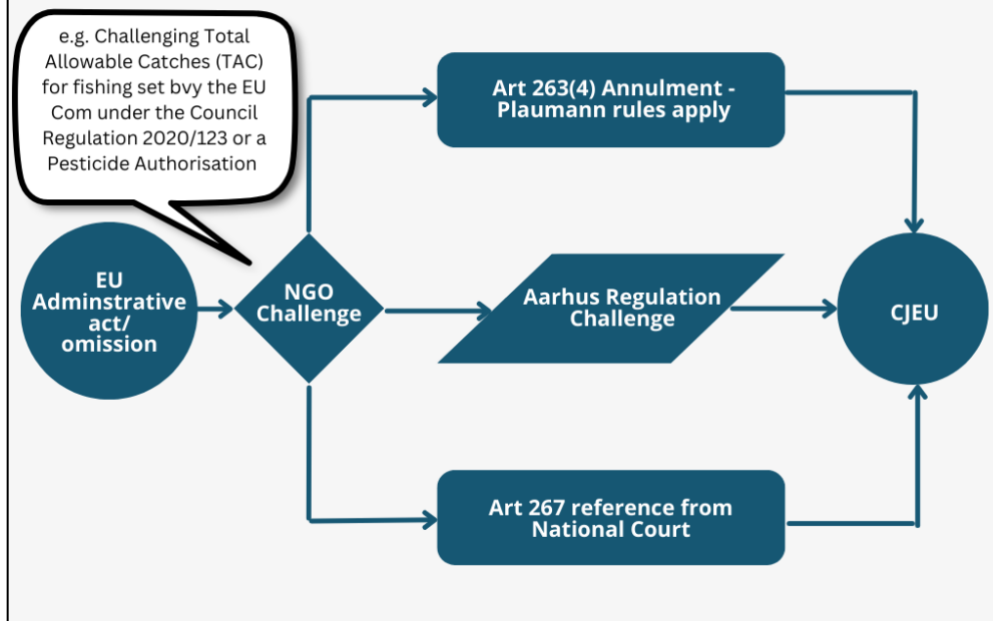 e.g. Challenging Total
Allowable Catches (TAC)
for fishing set bvy the EU
Com under the Council
Regulation 2020/123 or a
Pesticide Authorisation
Art 263(4) Annulment -
Plaumann rules apply
EU
Adminstrative
act/
omission
NGO
Challenge
Aarhus Regulation
Challenge
CJEU
Art 267 reference from
National Court